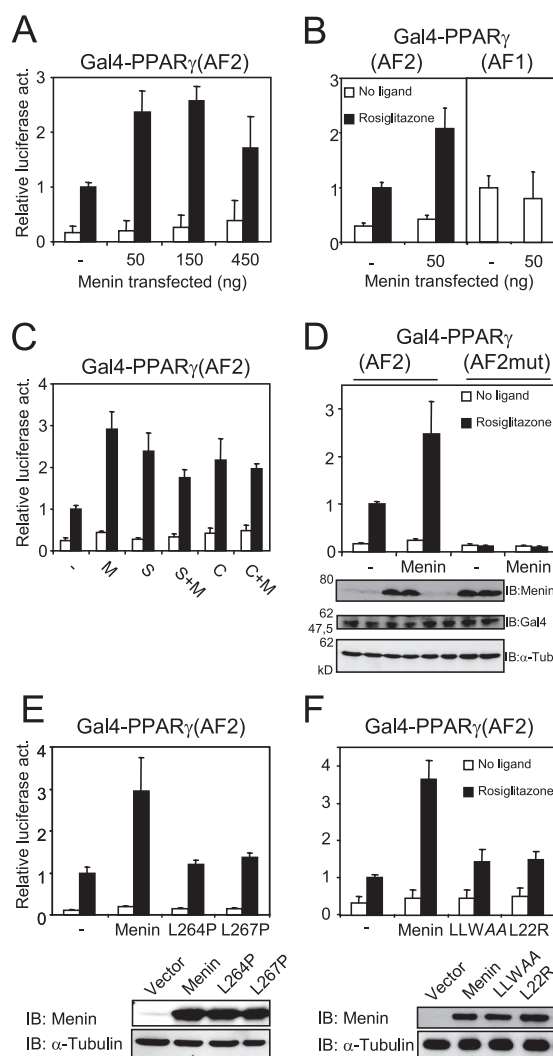 A
Gal4-PPARγ(AF2)
Relative luciferase act.
3
2
1
0
- 50 150 450
Menin transfected (ng)
B
Gal4-PPARγ
(AF2) (AF1)
No ligand
Rosiglitazone
3
2
1
0
- 50 - 50
Menin transfected (ng)
C
Gal4-PPARγ(AF2)
Relative luciferase act.
4
3
2
1
0
- M S S+M C C+M
D
Gal4-PPARγ
(AF2) (AF2mut)
No ligand
Rosiglitazone
3
2
1
0
- Menin - Menin
80
IB:Menin
62
47,5
IB:Gal4
62
kD
IB:α-Tub
E
Gal4-PPARγ(AF2)
Relative luciferase act.
4
3
2
1
0
- Menin L264P L267P
Vector Menin L264P L267P
IB: Menin
IB: α-Tubulin
F
Gal4-PPARγ(AF2)
No ligand
Rosiglitazone
4
3
2
1
0
- Menin LLWAA L22R
Vector Menin LLWAA L22R
IB: Menin
IB: α-Tubulin